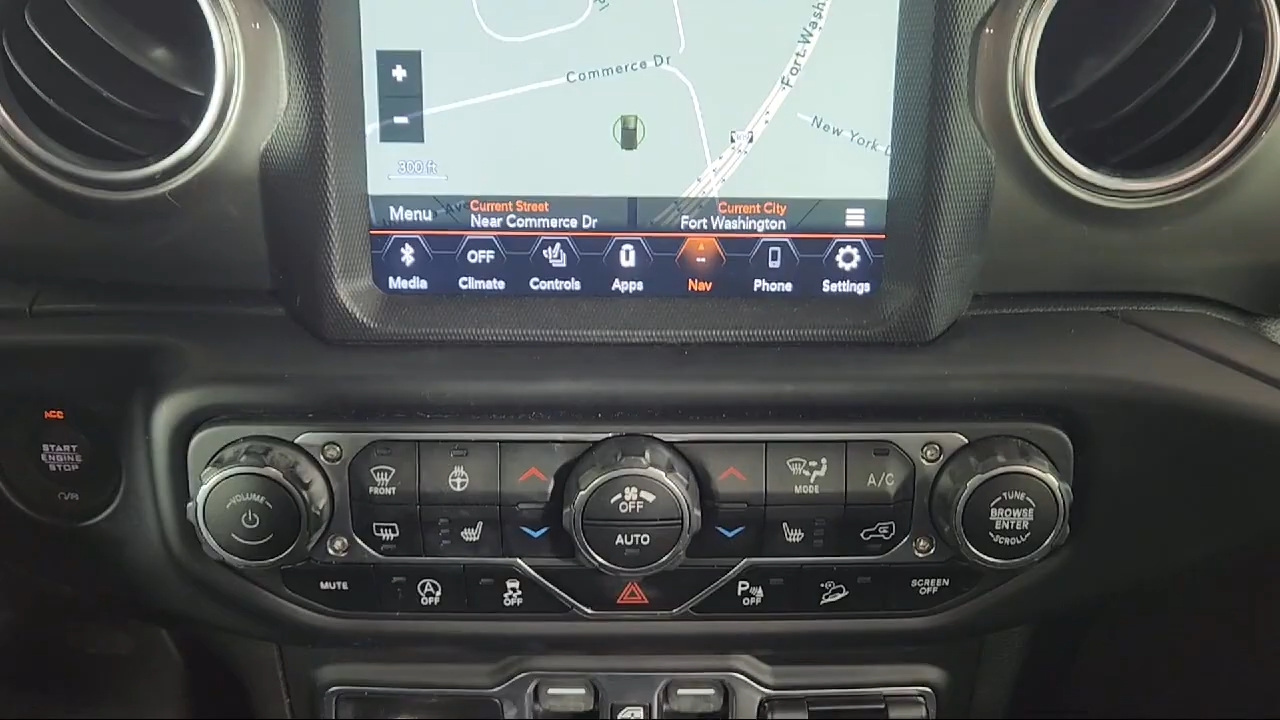 Fort Wash
Commerce Dr
New York D
+
-
300 ft
Menu
Current Street
Near Commerce Dr
Current City
Fort Washington
OFF
Media
Climate
Controls
Apps
Nav
Phone
Settings
ACC
START
ENGINE
STOP
VOLUME
FRONT
OFF
AUTO
MODE
A/C
TUNE
BROWSE
ENTER
SCROLL
MUTE
A
OFF
OFF
P
OFF
SCREEN
OFF